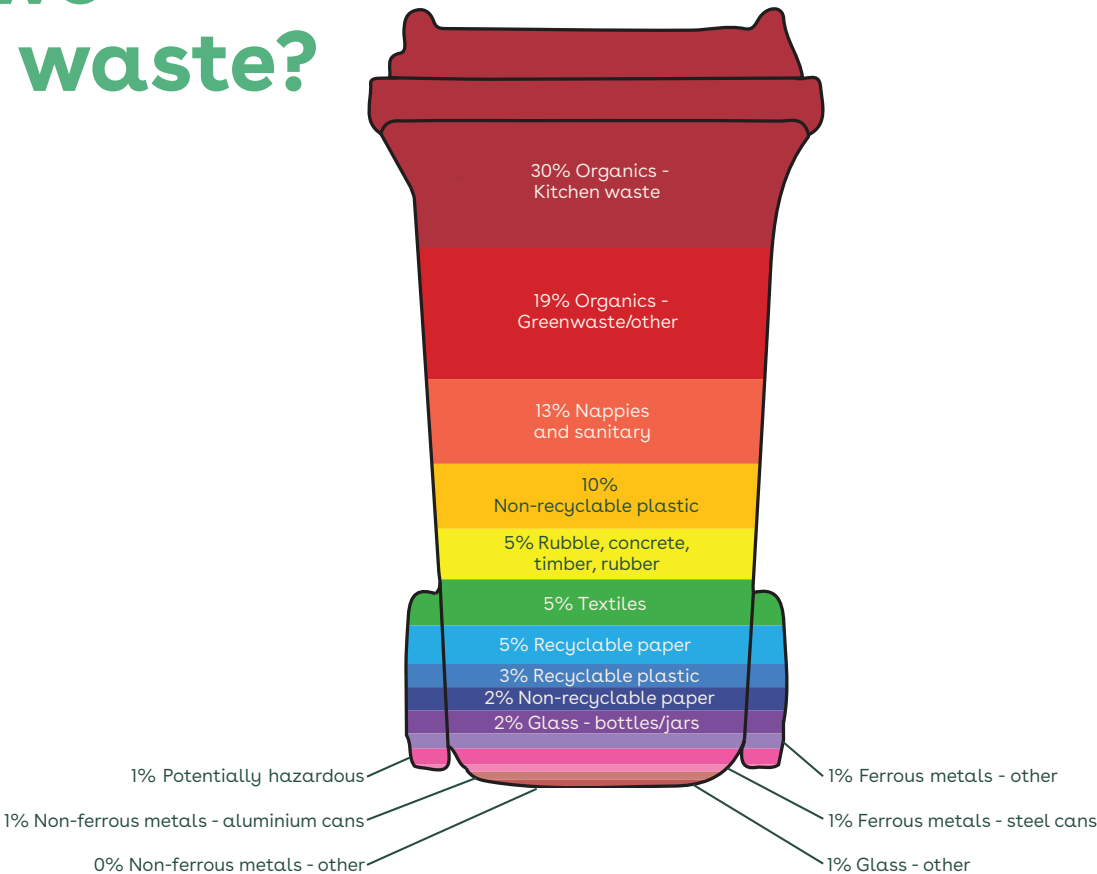 waste?
30% Organics -
Kitchen waste
19% Organics -
Greenwaste/other
13% Nappies
and sanitary
10%
Non-recyclable plastic
5% Rubble, concrete,
timber, rubber
5% Textiles
5% Recyclable paper
3% Recyclable plastic
2% Non-recyclable paper
2% Glass - bottles/jars
1% Potentially hazardous
1% Ferrous metals - other
1% Non-ferrous metals - aluminium cans
1% Ferrous metals - steel cans
0% Non-ferrous metals - other
1% Glass - other